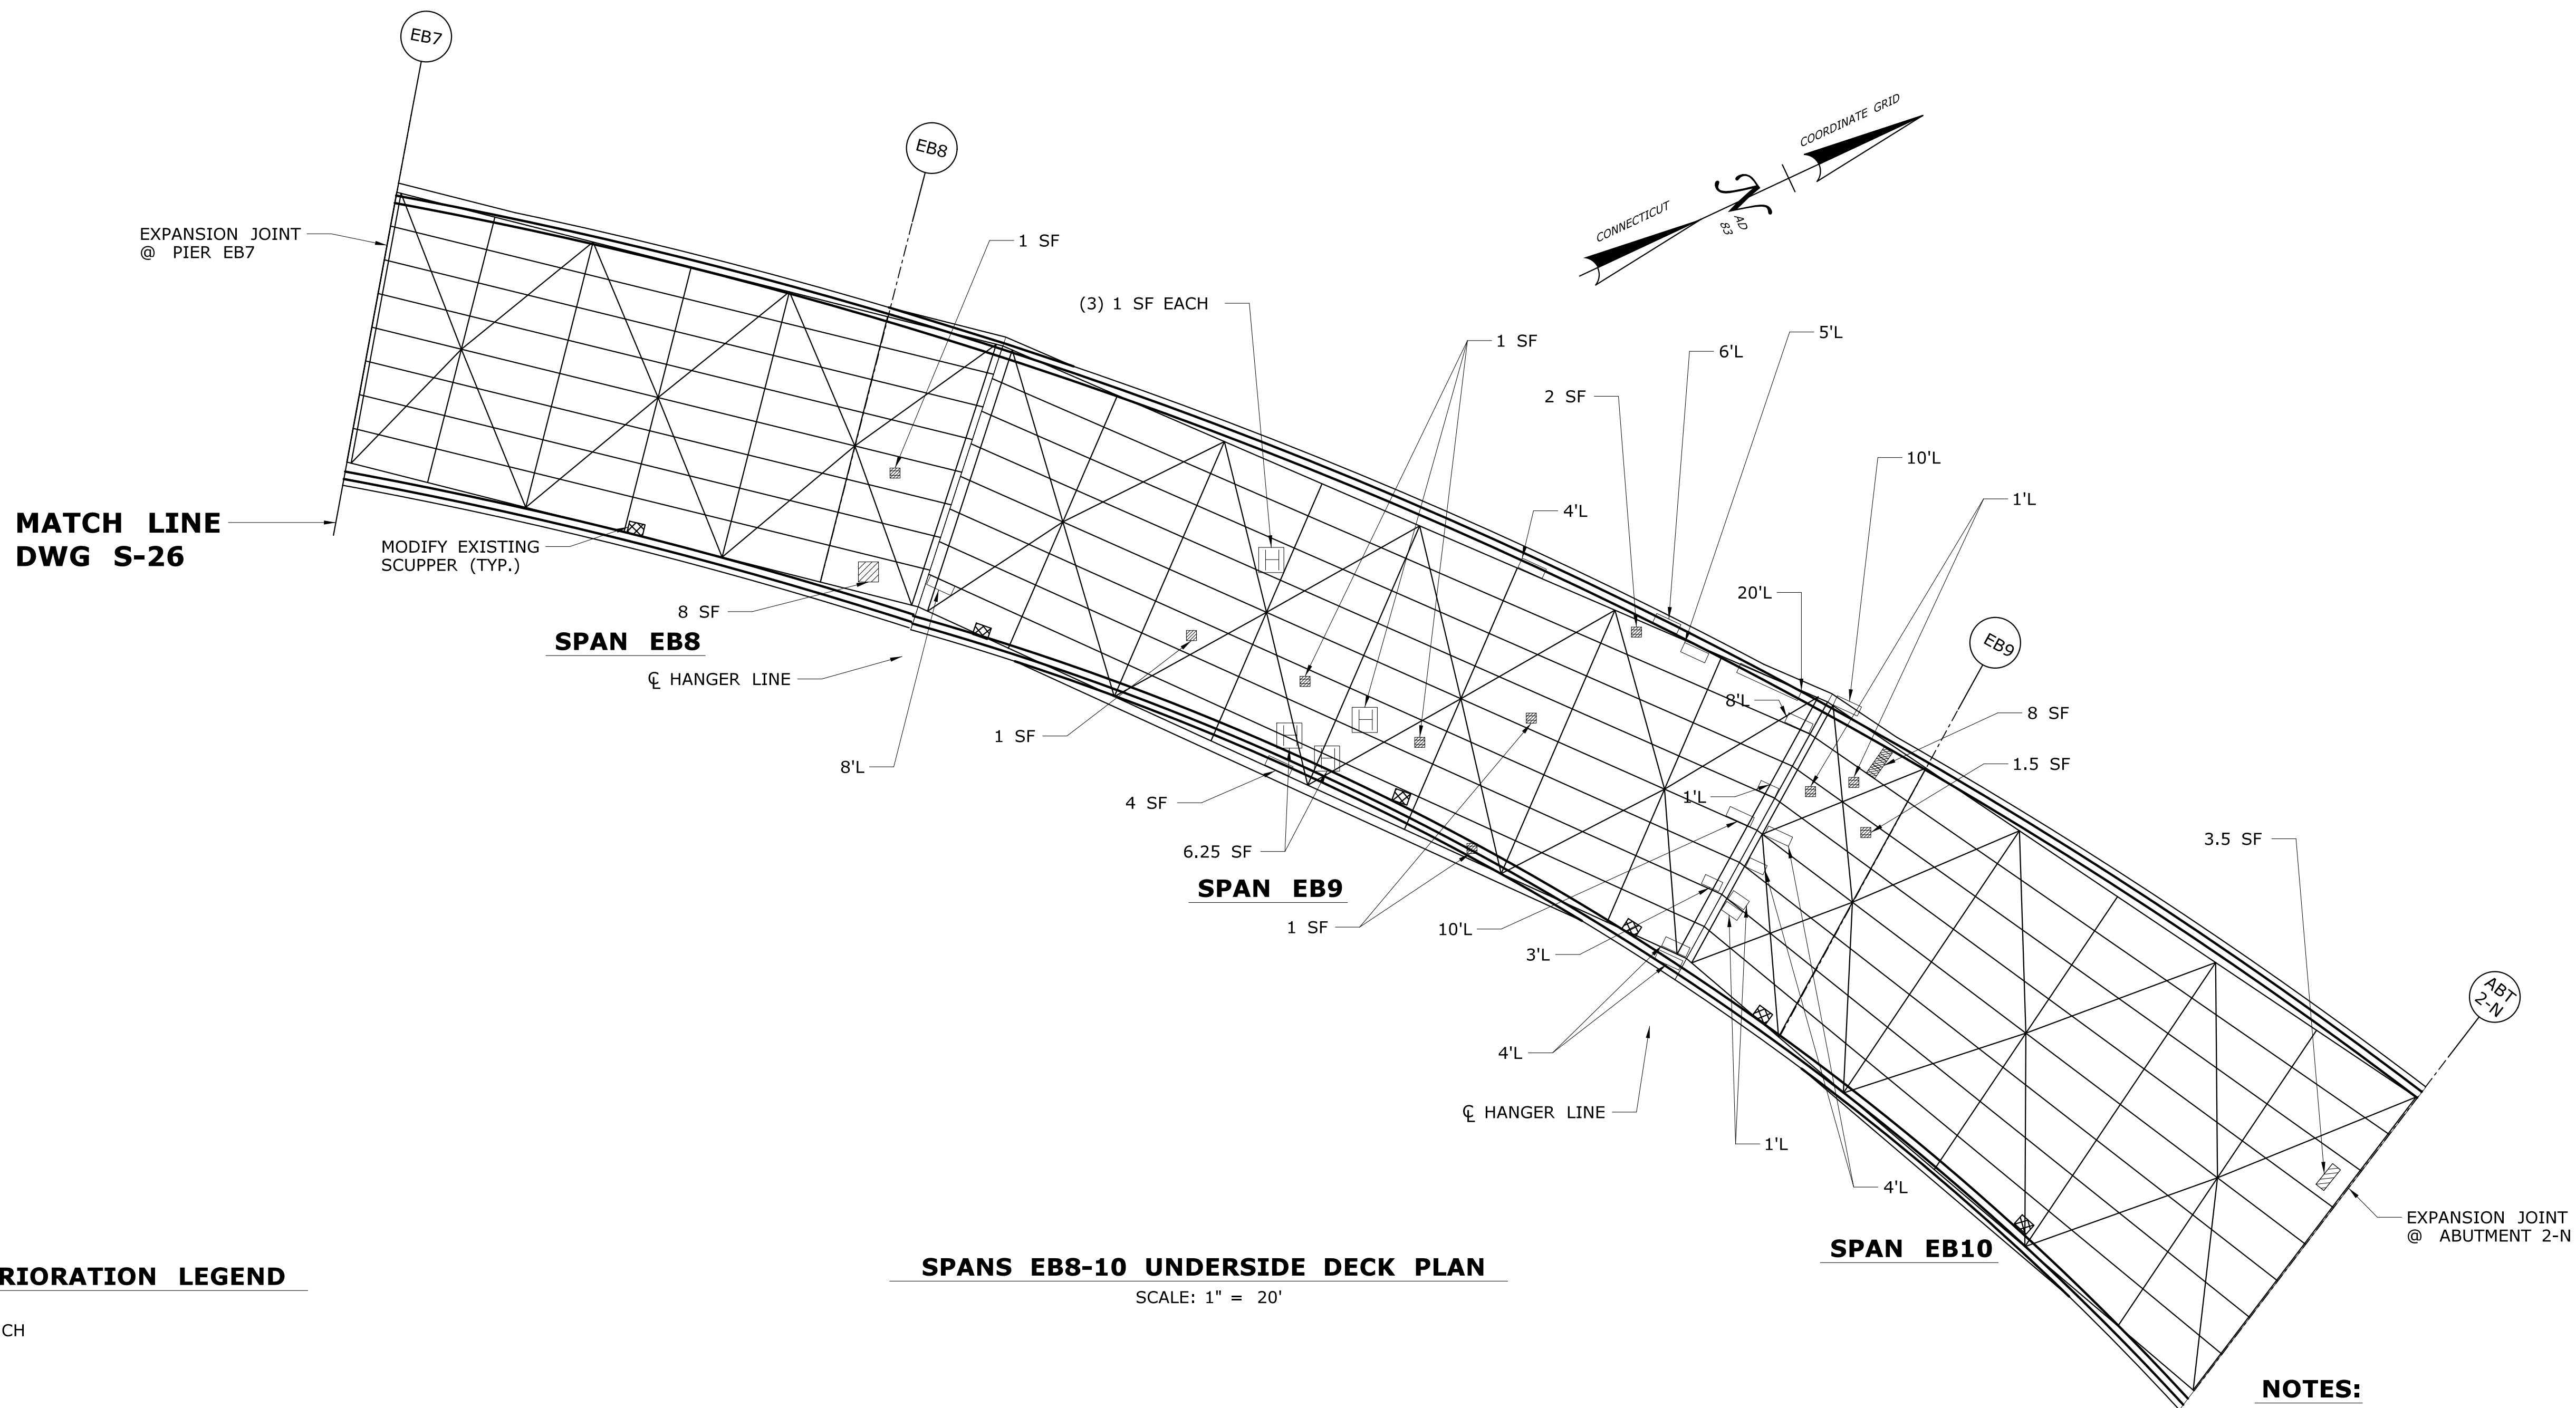 EB7
EB8
COORDINATE GRID
CONNECTICUT
N
AD
83
EXPANSION JOINT
@ PIER EB7
1 SF
(3) 1 SF EACH
1 SF
5'L
6'L
2 SF
10'L
1'L
4'L
MATCH LINE
DWG S-26
MODIFY EXISTING
SCUPPER (TYP.)
8 SF
SPAN EB8
℄ HANGER LINE
20'L
EB9
8'L
8 SF
1 SF
8'L
1.5 SF
1'L
4 SF
3.5 SF
6.25 SF
SPAN EB9
1 SF
10'L
3'L
H
H
H
H
ABT
2-N
4'L
℄ HANGER LINE
1'L
4'L
EXPANSION JOINT
@ ABUTMENT 2-N
SPAN EB10
RIORATION LEGEND
CH
SPANS EB8-10 UNDERSIDE DECK PLAN
SCALE: 1" = 20'
NOTES: